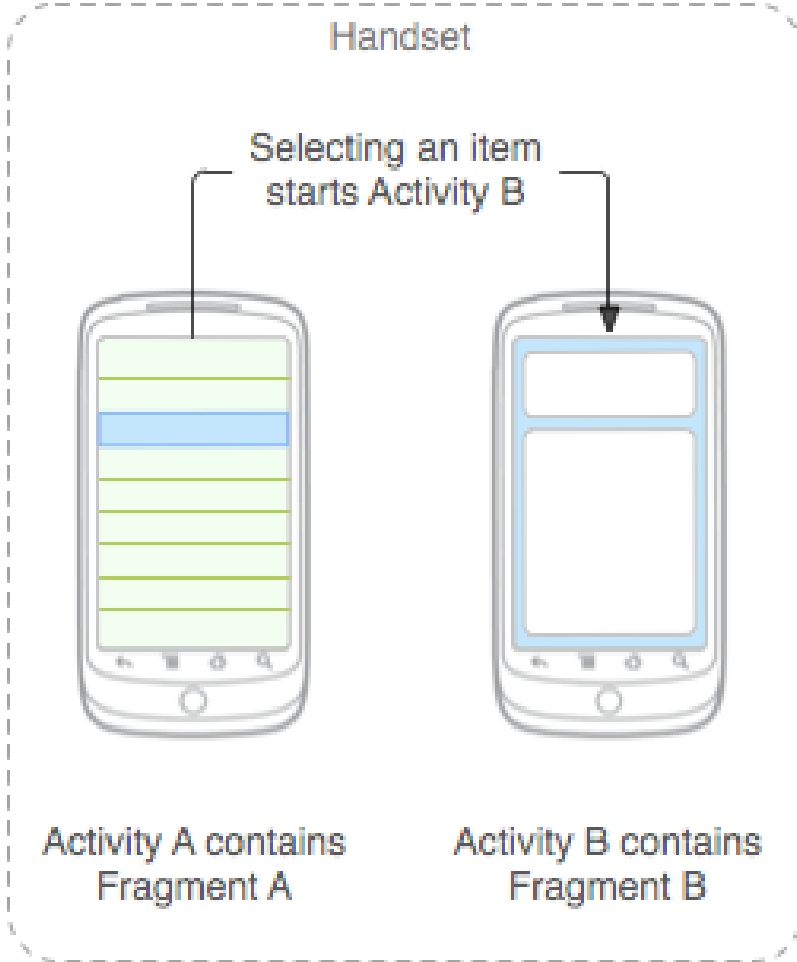 Handset
Selecting an item
starts Activity B
Activity A contains
Fragment A
Activity B contains
Fragment B